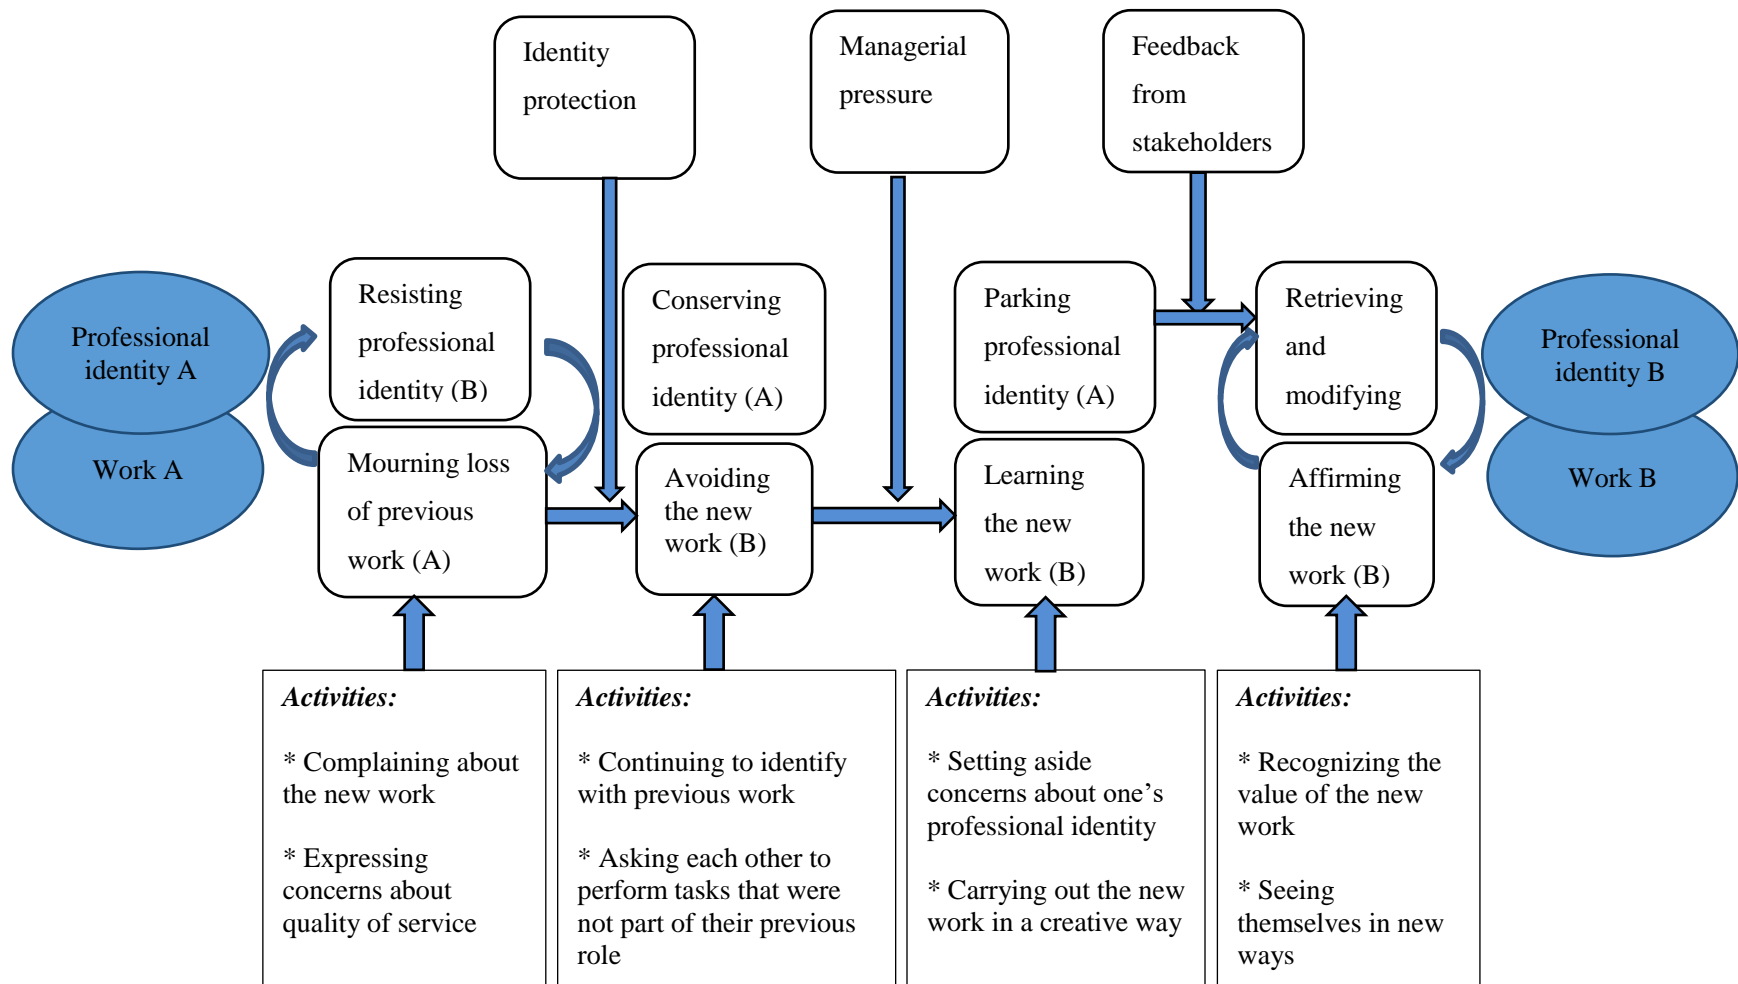 Identity
protection
Managerial
pressure
Feedback
from
stakeholders
Professional
identity A
Work A
Resisting
professional
identity (B)
Mourning loss
of previous
work (A)
Conserving
professional
identity (A)
Avoiding
the new
work (B)
Parking
professional
identity (A)
Learning
the new
work (B)
Retrieving
and
modifying
Affirming
the new
work (B)
Professional
identity B
Work B
Activities:
* Complaining about
the new work
* Expressing
concerns about
quality of service
Activities:
* Continuing to identify
with previous work
* Asking each other to
perform tasks that were
not part of their previous
role
Activities:
* Setting aside
concerns about one’s
professional identity
* Carrying out the new
work in a creative way
Activities:
* Recognizing the
value of the new
work
* Seeing
themselves in new
ways